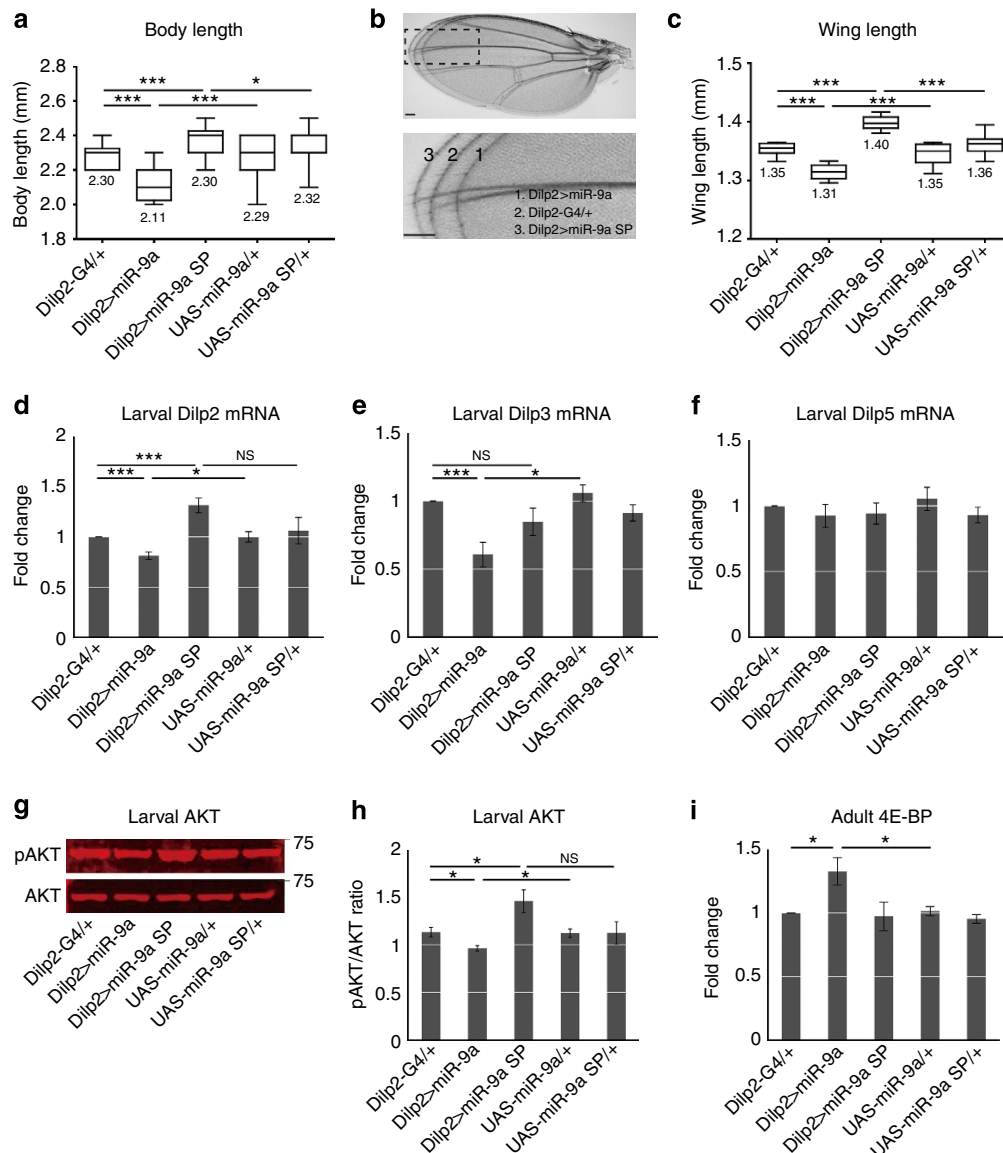 a
Body length
Body length (mm)
2.8
2.6
2.4
2.2
2.0
1.8
***
*
***
***
2.30
2.11
2.30
2.29
2.32
Dilp2-G4/+
Dilp2>miR-9a
Dilp2>miR-9a SP
UAS-miR-9a/+
UAS-miR-9a SP/+
b
3 2 1
1. Dilp2>miR-9a
2. Dilp2-G4/+
3. Dilp2>miR-9a SP
c
Wing length
Wing length (mm)
1.5
1.4
1.3
1.2
***
***
***
***
1.35
1.31
1.40
1.35
1.36
Dilp2-G4/+
Dilp2>miR-9a
Dilp2>miR-9a SP
UAS-miR-9a/+
UAS-miR-9a SP/+
d
Larval Dilp2 mRNA
Fold change
2
1.5
1
0.5
0
***
NS
***
*
Dilp2-G4/+
Dilp2>miR-9a
Dilp2>miR-9a SP
UAS-miR-9a/+
UAS-miR-9a SP/+
e
Larval Dilp3 mRNA
Fold change
1.5
1
0.5
0
NS
***
*
Dilp2-G4/+
Dilp2>miR-9a
Dilp2>miR-9a SP
UAS-miR-9a/+
UAS-miR-9a SP/+
f
Larval Dilp5 mRNA
Fold change
1.5
1
0.5
0
Dilp2-G4/+
Dilp2>miR-9a
Dilp2>miR-9a SP
UAS-miR-9a/+
UAS-miR-9a SP/+
g
Larval AKT
pAKT
75
AKT
75
Dilp2-G4/+
Dilp2>miR-9a
Dilp2>miR-9a SP
UAS-miR-9a/+
UAS-miR-9a SP/+
h
Larval AKT
pAKT/AKT ratio
2
1.5
1
0.5
0
*
NS
*
*
Dilp2-G4/+
Dilp2>miR-9a
Dilp2>miR-9a SP
UAS-miR-9a/+
UAS-miR-9a SP/+
i
Adult 4E-BP
Fold change
1.5
1
0.5
0
*
*
Dilp2-G4/+
Dilp2>miR-9a
Dilp2>miR-9a SP
UAS-miR-9a/+
UAS-miR-9a SP/+